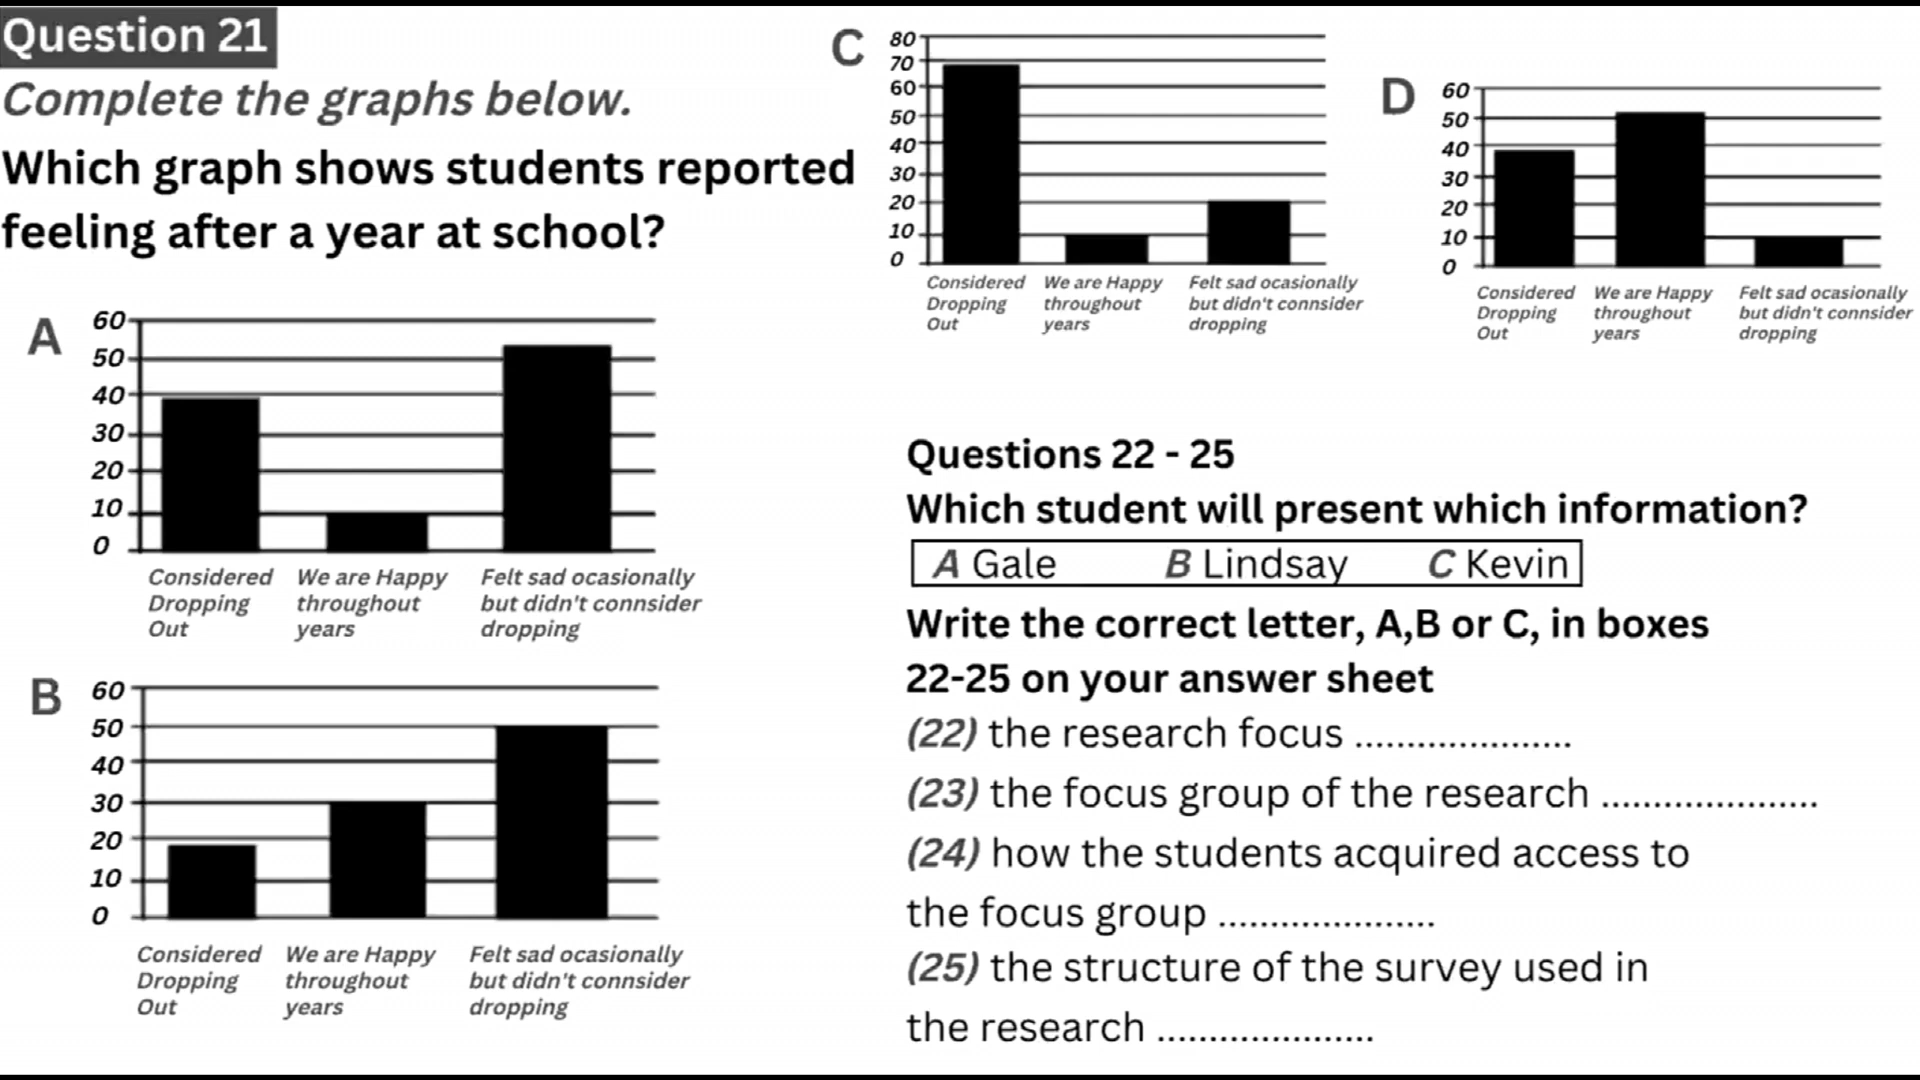 Question 21
Complete the graphs below.
Which graph shows students reported
feeling after a year at school?
A
60
50
40
30
20
10
0
Considered We are Happy Felt sad ocasionally
Dropping throughout but didn't connsider
Out years dropping
B
60
50
40
30
20
10
0
Considered We are Happy Felt sad ocasionally
Dropping throughout but didn't connsider
Out years dropping
C
80
70
60
50
40
30
20
10
0
Considered We are Happy Felt sad ocasionally
Dropping throughout but didn't connsider
Out years dropping
D
60
50
40
30
20
10
0
Considered We are Happy Felt sad ocasionally
Dropping throughout but didn't connsider
Out years dropping
Questions 22 - 25
Which student will present which information?
A Gale B Lindsay C Kevin
Write the correct letter, A,B or C, in boxes
22-25 on your answer sheet
(22) the research focus .....................
(23) the focus group of the research .....................
(24) how the students acquired access to
the focus group .....................
(25) the structure of the survey used in
the research .....................